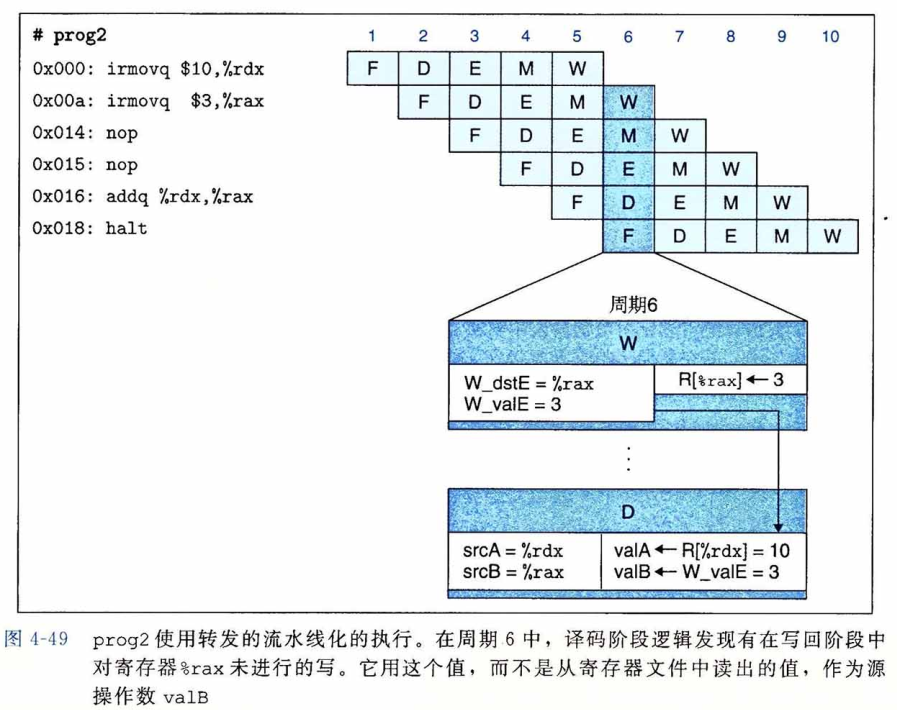 # prog2
1 2 3 4 5 6 7 8 9 10
0x000: irmovq $10,%rdx F D E M W
0x00a: irmovq $3,%rax F D E M W
0x014: nop F D E M W
0x015: nop F D E M W
0x016: addq %rdx,%rax F D E M W
0x018: halt F D E M W
周期6
W
W_dstE = %rax
W_valE = 3
R[%rax] ← 3
D
srcA = %rdx
srcB = %rax
valA ← R[%rdx] = 10
valB ← W_valE = 3
图 4-49 prog2 使用转发的流水线化的执行。在周期 6 中，译码阶段逻辑发现有在写回阶段中
对寄存器%rax 未进行的写。它用这个值，而不是从寄存器文件中读出的值，作为源
操作数 valB